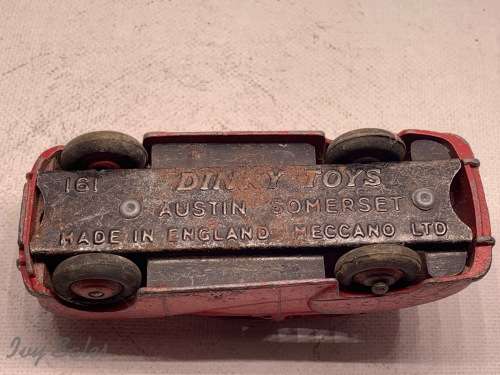 161 DINKY TOYS
AUSTIN SOMERSET
MADE IN ENGLAND MECCANO LTD